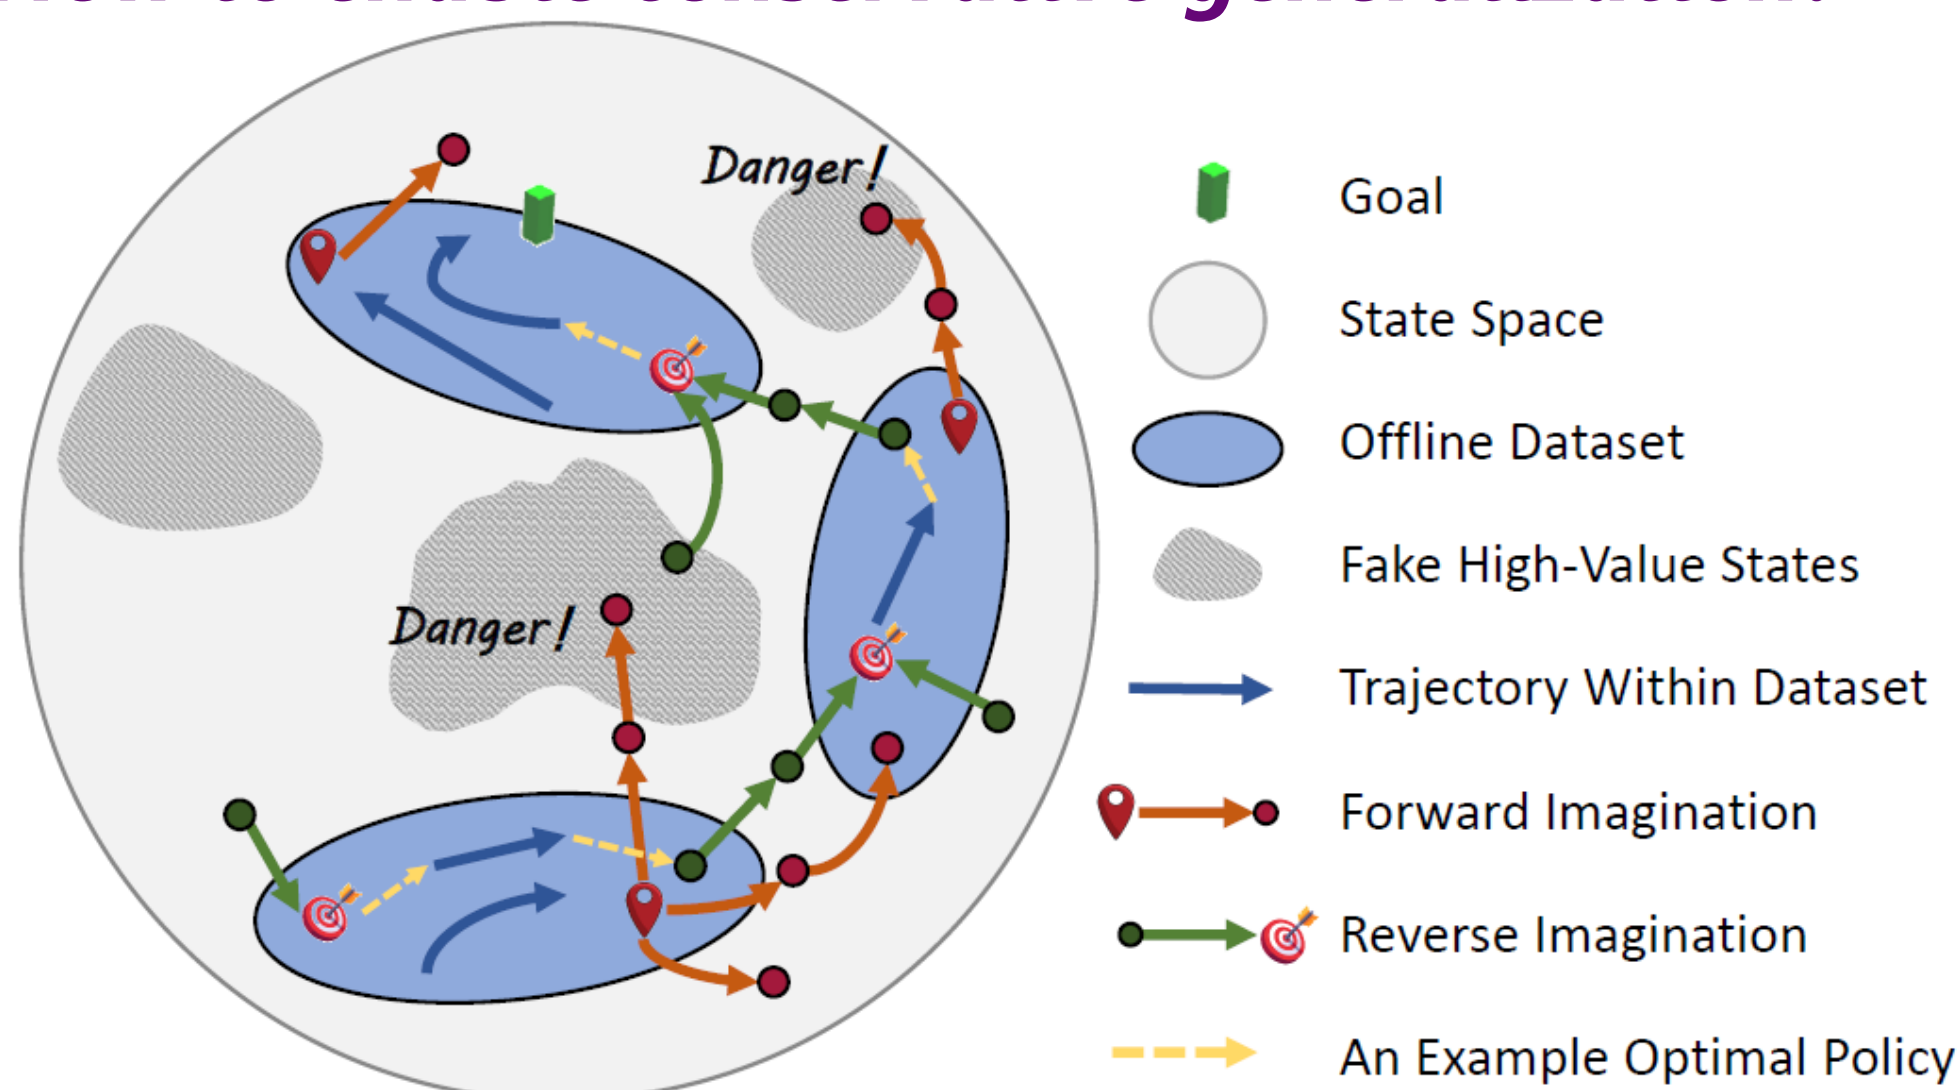 generalization?
Danger!
Danger!
Goal
State Space
Offline Dataset
Fake High-Value States
Trajectory Within Dataset
Forward Imagination
Reverse Imagination
An Example Optimal Policy